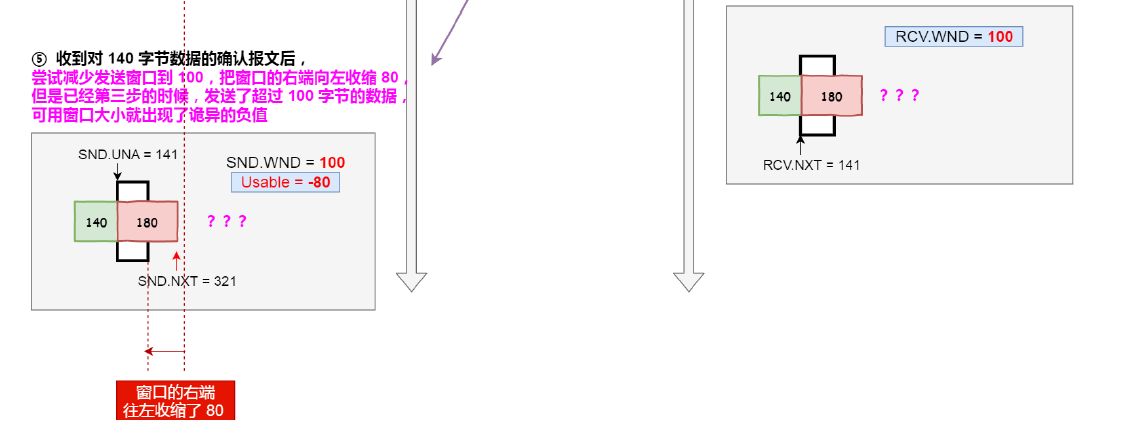 ⑤ 收到对 140 字节数据的确认报文后，
尝试减少发送窗口到 100，把窗口的右端向左收缩 80，
但是已经第三步的时候，发送了超过 100 字节的数据，
可用窗口大小就出现了诡异的负值
SND.UNA = 141
SND.WND = 100
Usable = -80
140
180
？？？
SND.NXT = 321
窗口的右端
往左收缩了 80
RCV.WND = 100
140
180
？？？
RCV.NXT = 141